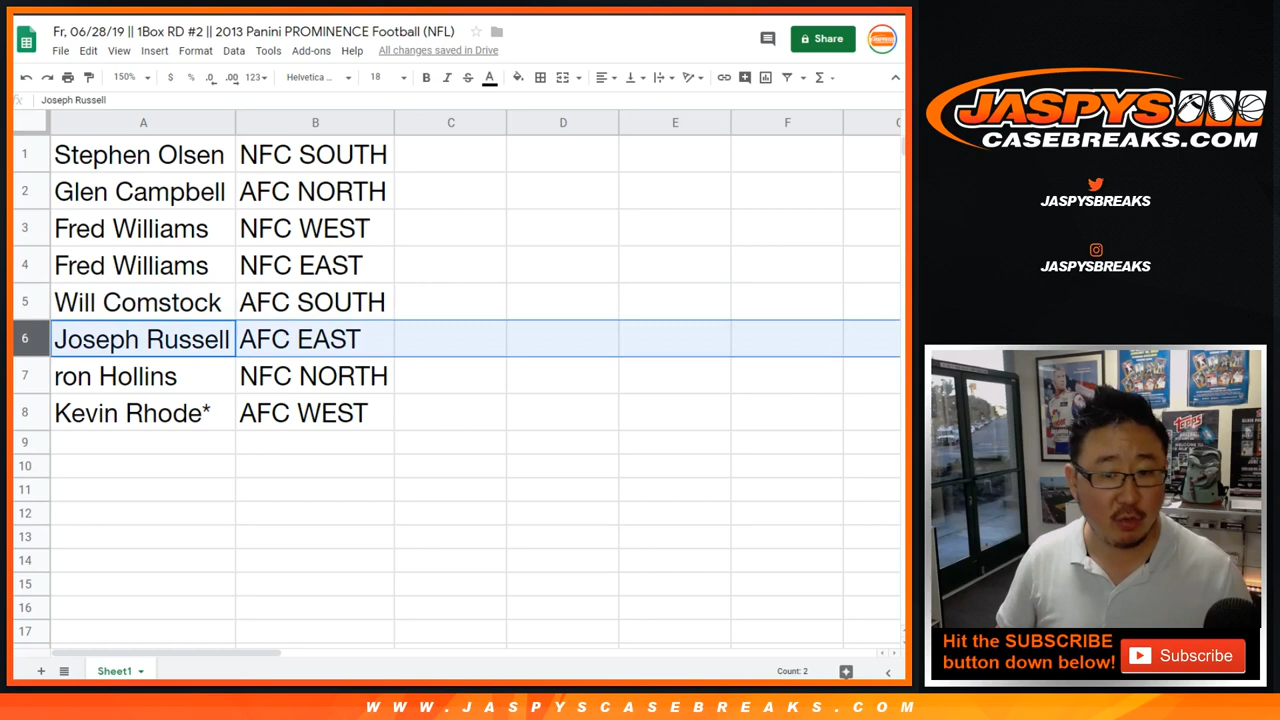 Fr, 06/28/19 || 1Box RD #2 || 2013 Panini PROMINENCE Football (NFL)
File Edit View Insert Format Data Tools Add-ons Help All changes saved in Drive
Share
150% $ % .0 .00 123 Helvetica ... 18 B I S A
fx Joseph Russell
A B C D E F
1 Stephen Olsen NFC SOUTH
2 Glen Campbell AFC NORTH
3 Fred Williams NFC WEST
4 Fred Williams NFC EAST
5 Will Comstock AFC SOUTH
6 Joseph Russell AFC EAST
7 ron Hollins NFC NORTH
8 Kevin Rhode* AFC WEST
9
10
11
12
13
14
15
16
17
Sheet1
Count: 2
JASPYS
CASEBREAKS.COM
JASPYSBREAKS
JASPYSBREAKS
Topps
Hit the SUBSCRIBE
button down below!
Subscribe
WWW.JASPYSCASEBREAKS.COM